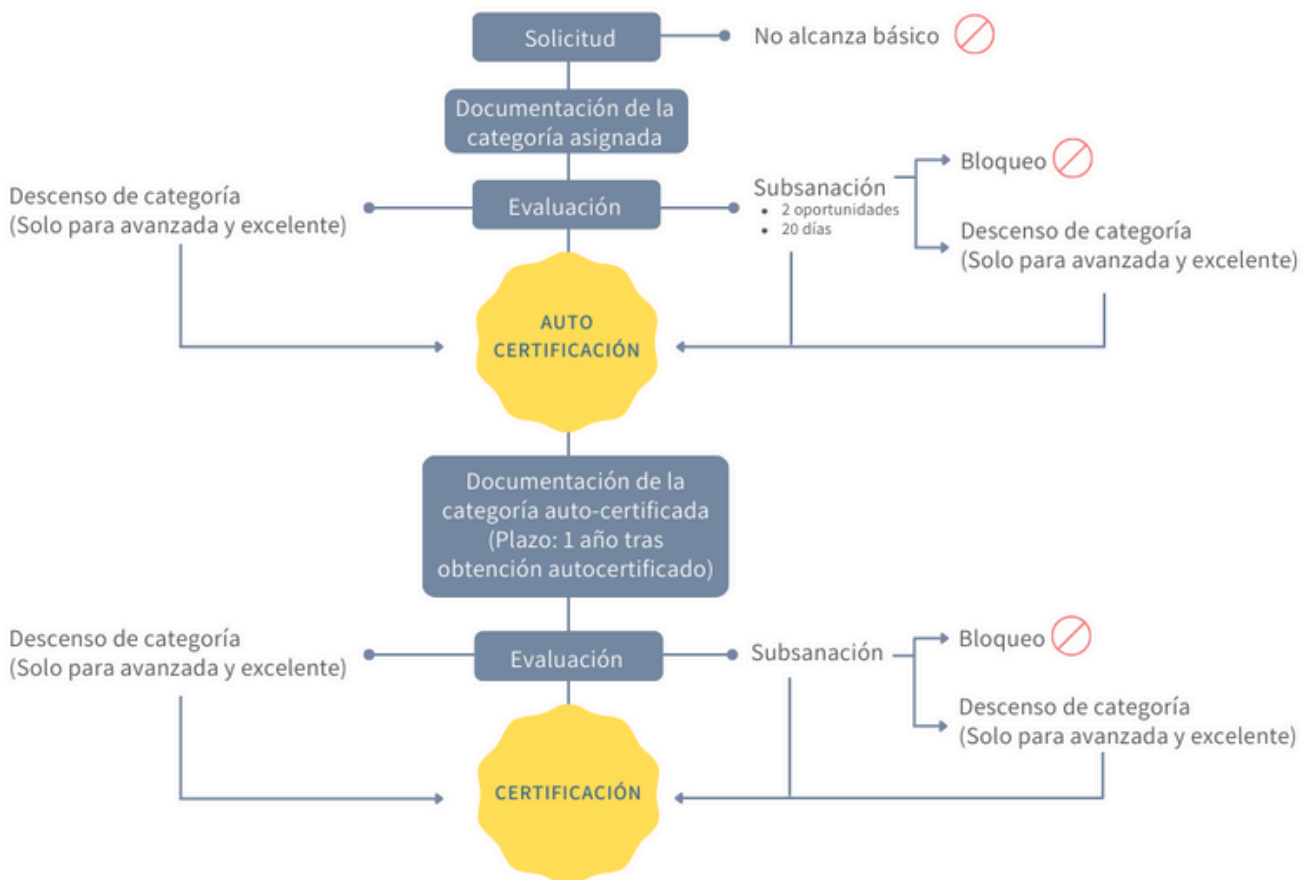 Solicitud
No alcanza básico
Documentación de la
categoría asignada
Descenso de categoría
(Solo para avanzada y excelente)
Evaluación
Subsanación
• 2 oportunidades
• 20 días
Bloqueo
Descenso de categoría
(Solo para avanzada y excelente)
AUTO
CERTIFICACIÓN
Documentación de la
categoría auto-certificada
(Plazo: 1 año tras
obtención autocertificado)
Descenso de categoría
(Solo para avanzada y excelente)
Evaluación
Subsanación
Bloqueo
Descenso de categoría
(Solo para avanzada y excelente)
CERTIFICACIÓN